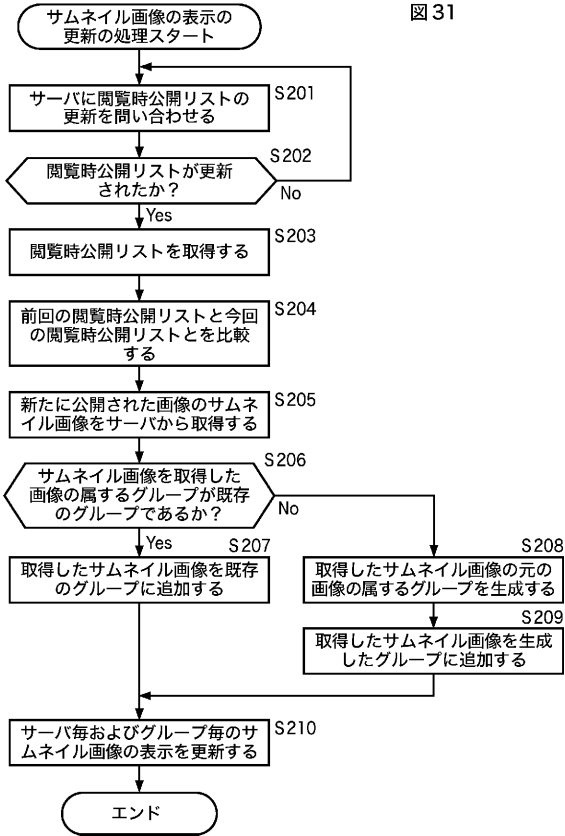 図31
サムネイル画像の表示の
更新の処理スタート
サーバに閲覧時公開リストの
更新を問い合わせる
S201
閲覧時公開リストが更新
されたか？
S202
No
Yes
閲覧時公開リストを取得する
S203
前回の閲覧時公開リストと今回
の閲覧時公開リストとを比較
する
S204
新たに公開された画像のサムネ
イル画像をサーバから取得する
S205
サムネイル画像を取得した
画像の属するグループが既存
のグループであるか？
S206
No
Yes
取得したサムネイル画像を既存
のグループに追加する
S207
取得したサムネイル画像の元の
画像の属するグループを生成する
S208
取得したサムネイル画像を生成
したグループに追加する
S209
サーバ毎およびグループ毎のサ
ムネイル画像の表示を更新する
S210
エンド